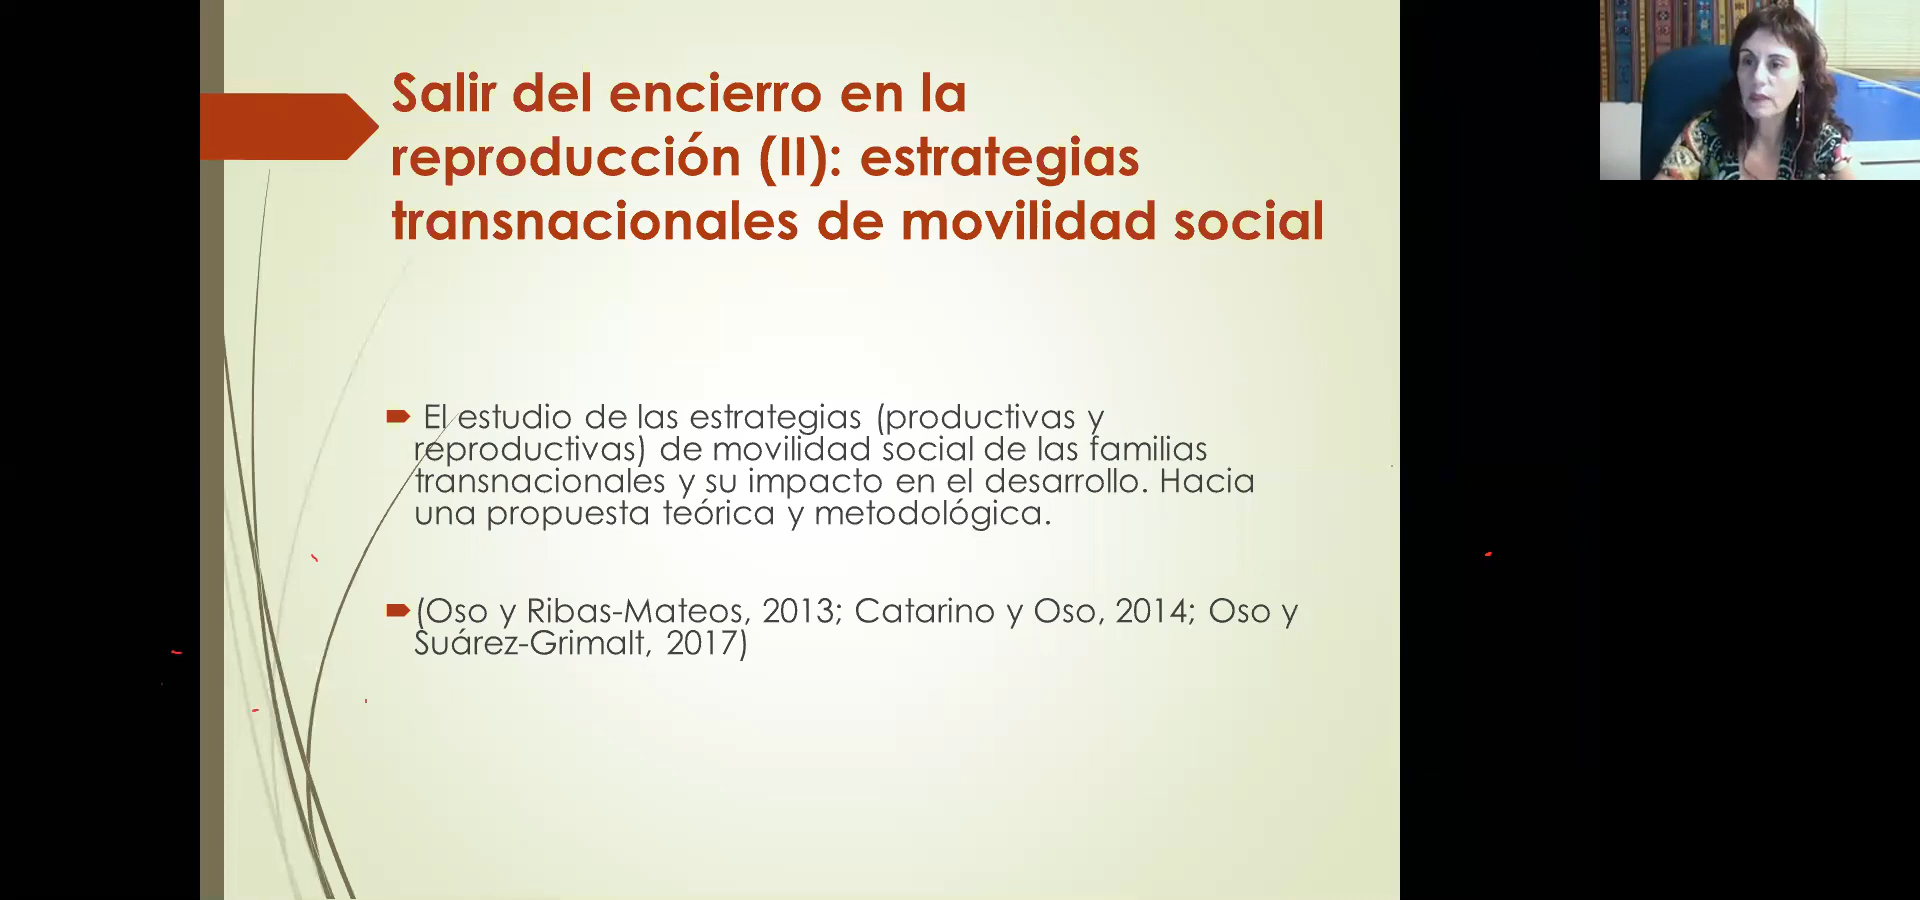 Salir del encierro en la
reproducción (II): estrategias
transnacionales de movilidad social
El estudio de las estrategias (productivas y
reproductivas) de movilidad social de las familias
transnacionales y su impacto en el desarrollo. Hacia
una propuesta teórica y metodológica.
(Oso y Ribas-Mateos, 2013; Catarino y Oso, 2014; Oso y
Suárez-Grimalt, 2017)